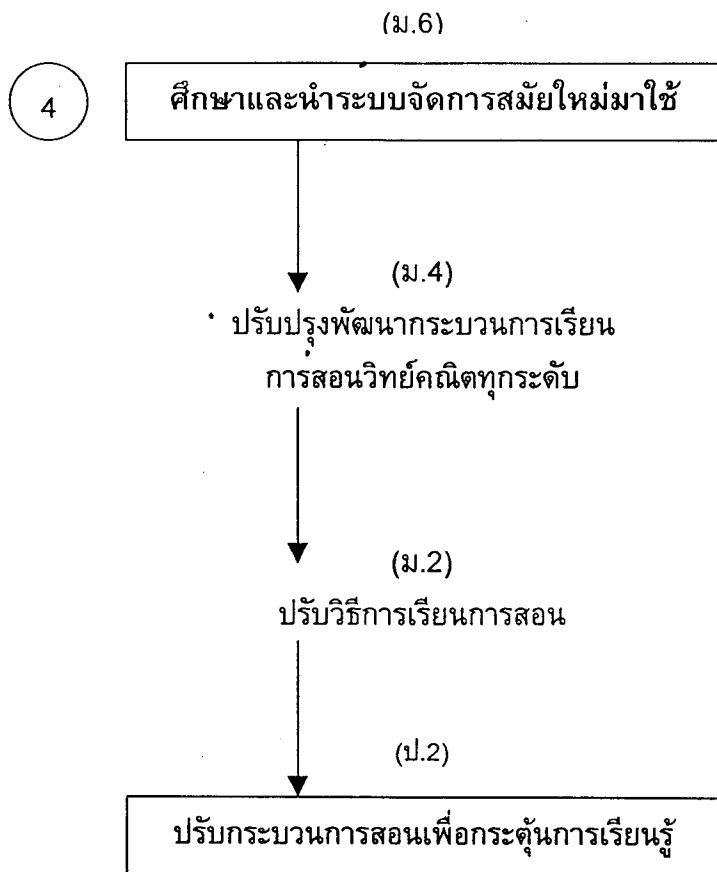 (ม.6)
4
ศึกษาและนำระบบจัดการสมัยใหม่มาใช้
(ม.4)
ปรับปรุงพัฒนากระบวนการเรียน
การสอนวิทย์คณิตทุกระดับ
(ม.2)
ปรับวิธีการเรียนการสอน
(ป.2)
ปรับกระบวนการสอนเพื่อกระตุ้นการเรียนรู้